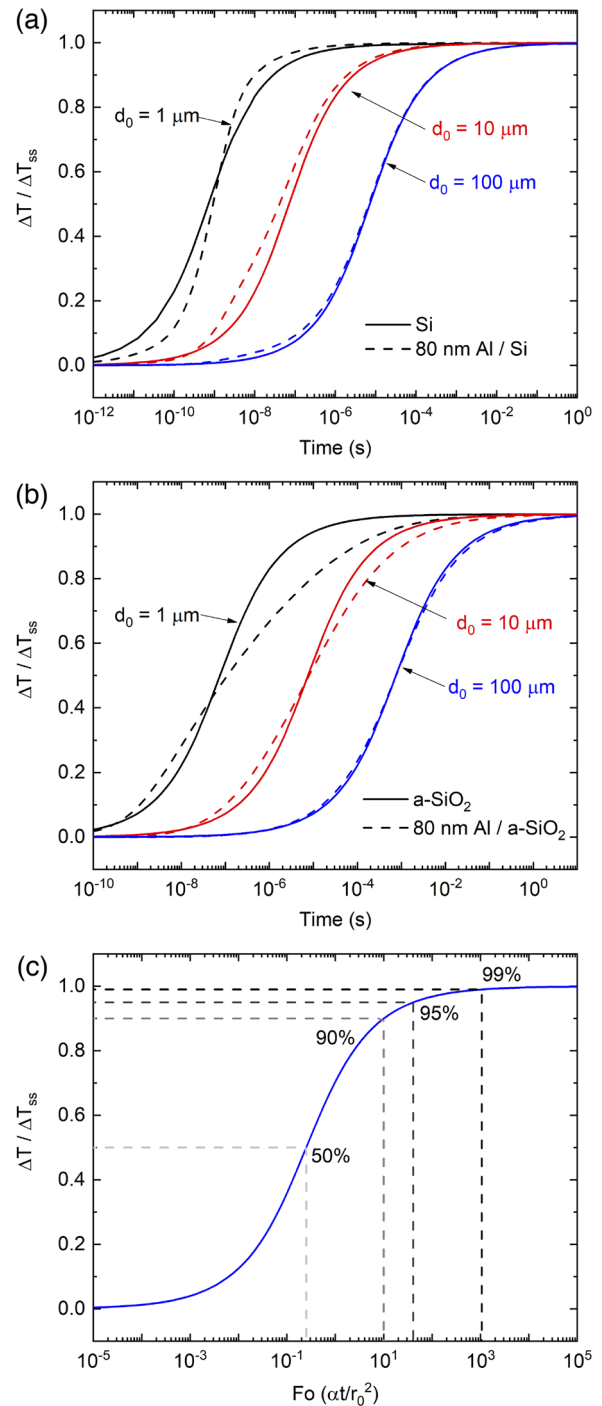 (a)
1.0
0.8
0.6
0.4
0.2
0.0
ΔT / ΔTss
d0 = 1 μm
d0 = 10 μm
d0 = 100 μm
Si
80 nm Al / Si
10-12 10-10 10-8 10-6 10-4 10-2 100
Time (s)
(b)
1.0
0.8
0.6
0.4
0.2
0.0
ΔT / ΔTss
d0 = 1 μm
d0 = 10 μm
d0 = 100 μm
a-SiO2
80 nm Al / a-SiO2
10-10 10-8 10-6 10-4 10-2 100
Time (s)
(c)
1.0
0.8
0.6
0.4
0.2
0.0
ΔT / ΔTss
99%
95%
90%
50%
10-5 10-3 10-1 101 103 105
Fo (αt/r02)